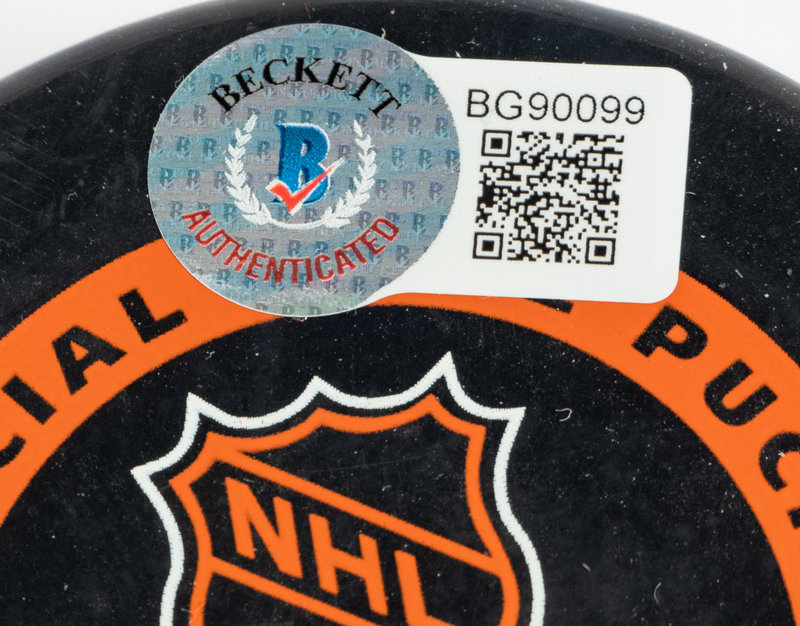 BECKETT
B
AUTHENTICATED
BG90099
CIAL
PUC
NHL